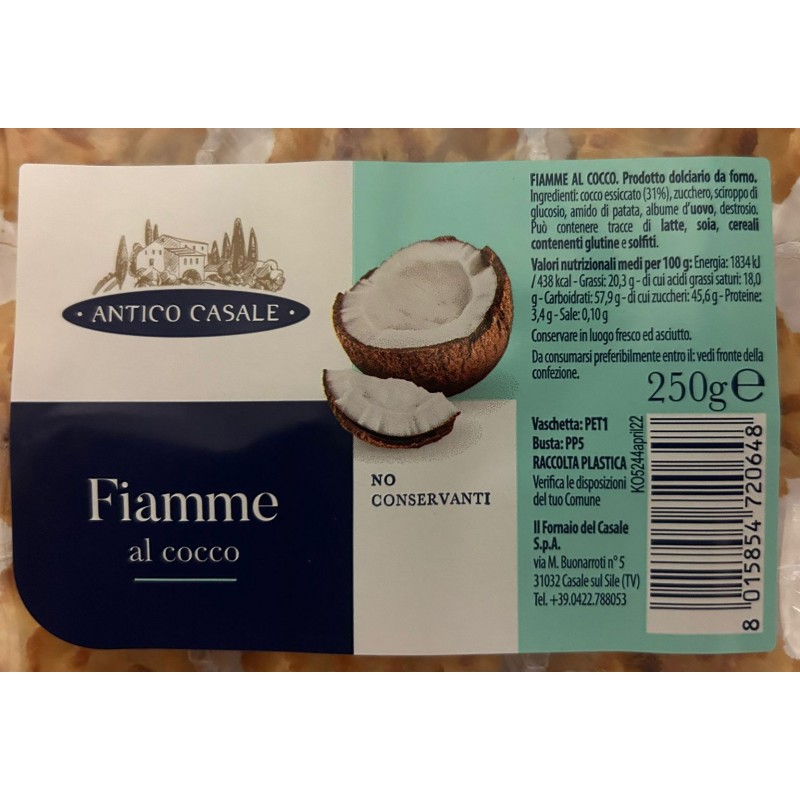 ANTICO CASALE
Fiamme
al cocco
NO
CONSERVANTI
FIAMME AL COCCO. Prodotto dolciario da forno.
Ingredienti: cocco essiccato (31%), zucchero, sciroppo di
glucosio, amido di patata, albume d'uovo, destrosio.
Può contenere tracce di latte, soia, cereali
contenenti glutine e solfiti.
Valori nutrizionali medi per 100 g: Energia: 1834 kJ
/ 438 kcal - Grassi: 20,3 g - di cui acidi grassi saturi: 18,0
g - Carboidrati: 57,9 g - di cui zuccheri: 45,6 g - Proteine:
3,4 g - Sale: 0,10 g
Conservare in luogo fresco ed asciutto.
Da consumarsi preferibilmente entro il: vedi fronte della
confezione.
250g℮
Vaschetta: PET1
Busta: PP5
RACCOLTA PLASTICA
Verifica le disposizioni
del tuo Comune
Il Fornaio del Casale
S.p.A.
via M. Buonarroti n° 5
31032 Casale sul Sile (TV)
Tel. +39.0422.788053
KO5244april22
8 015854 720648